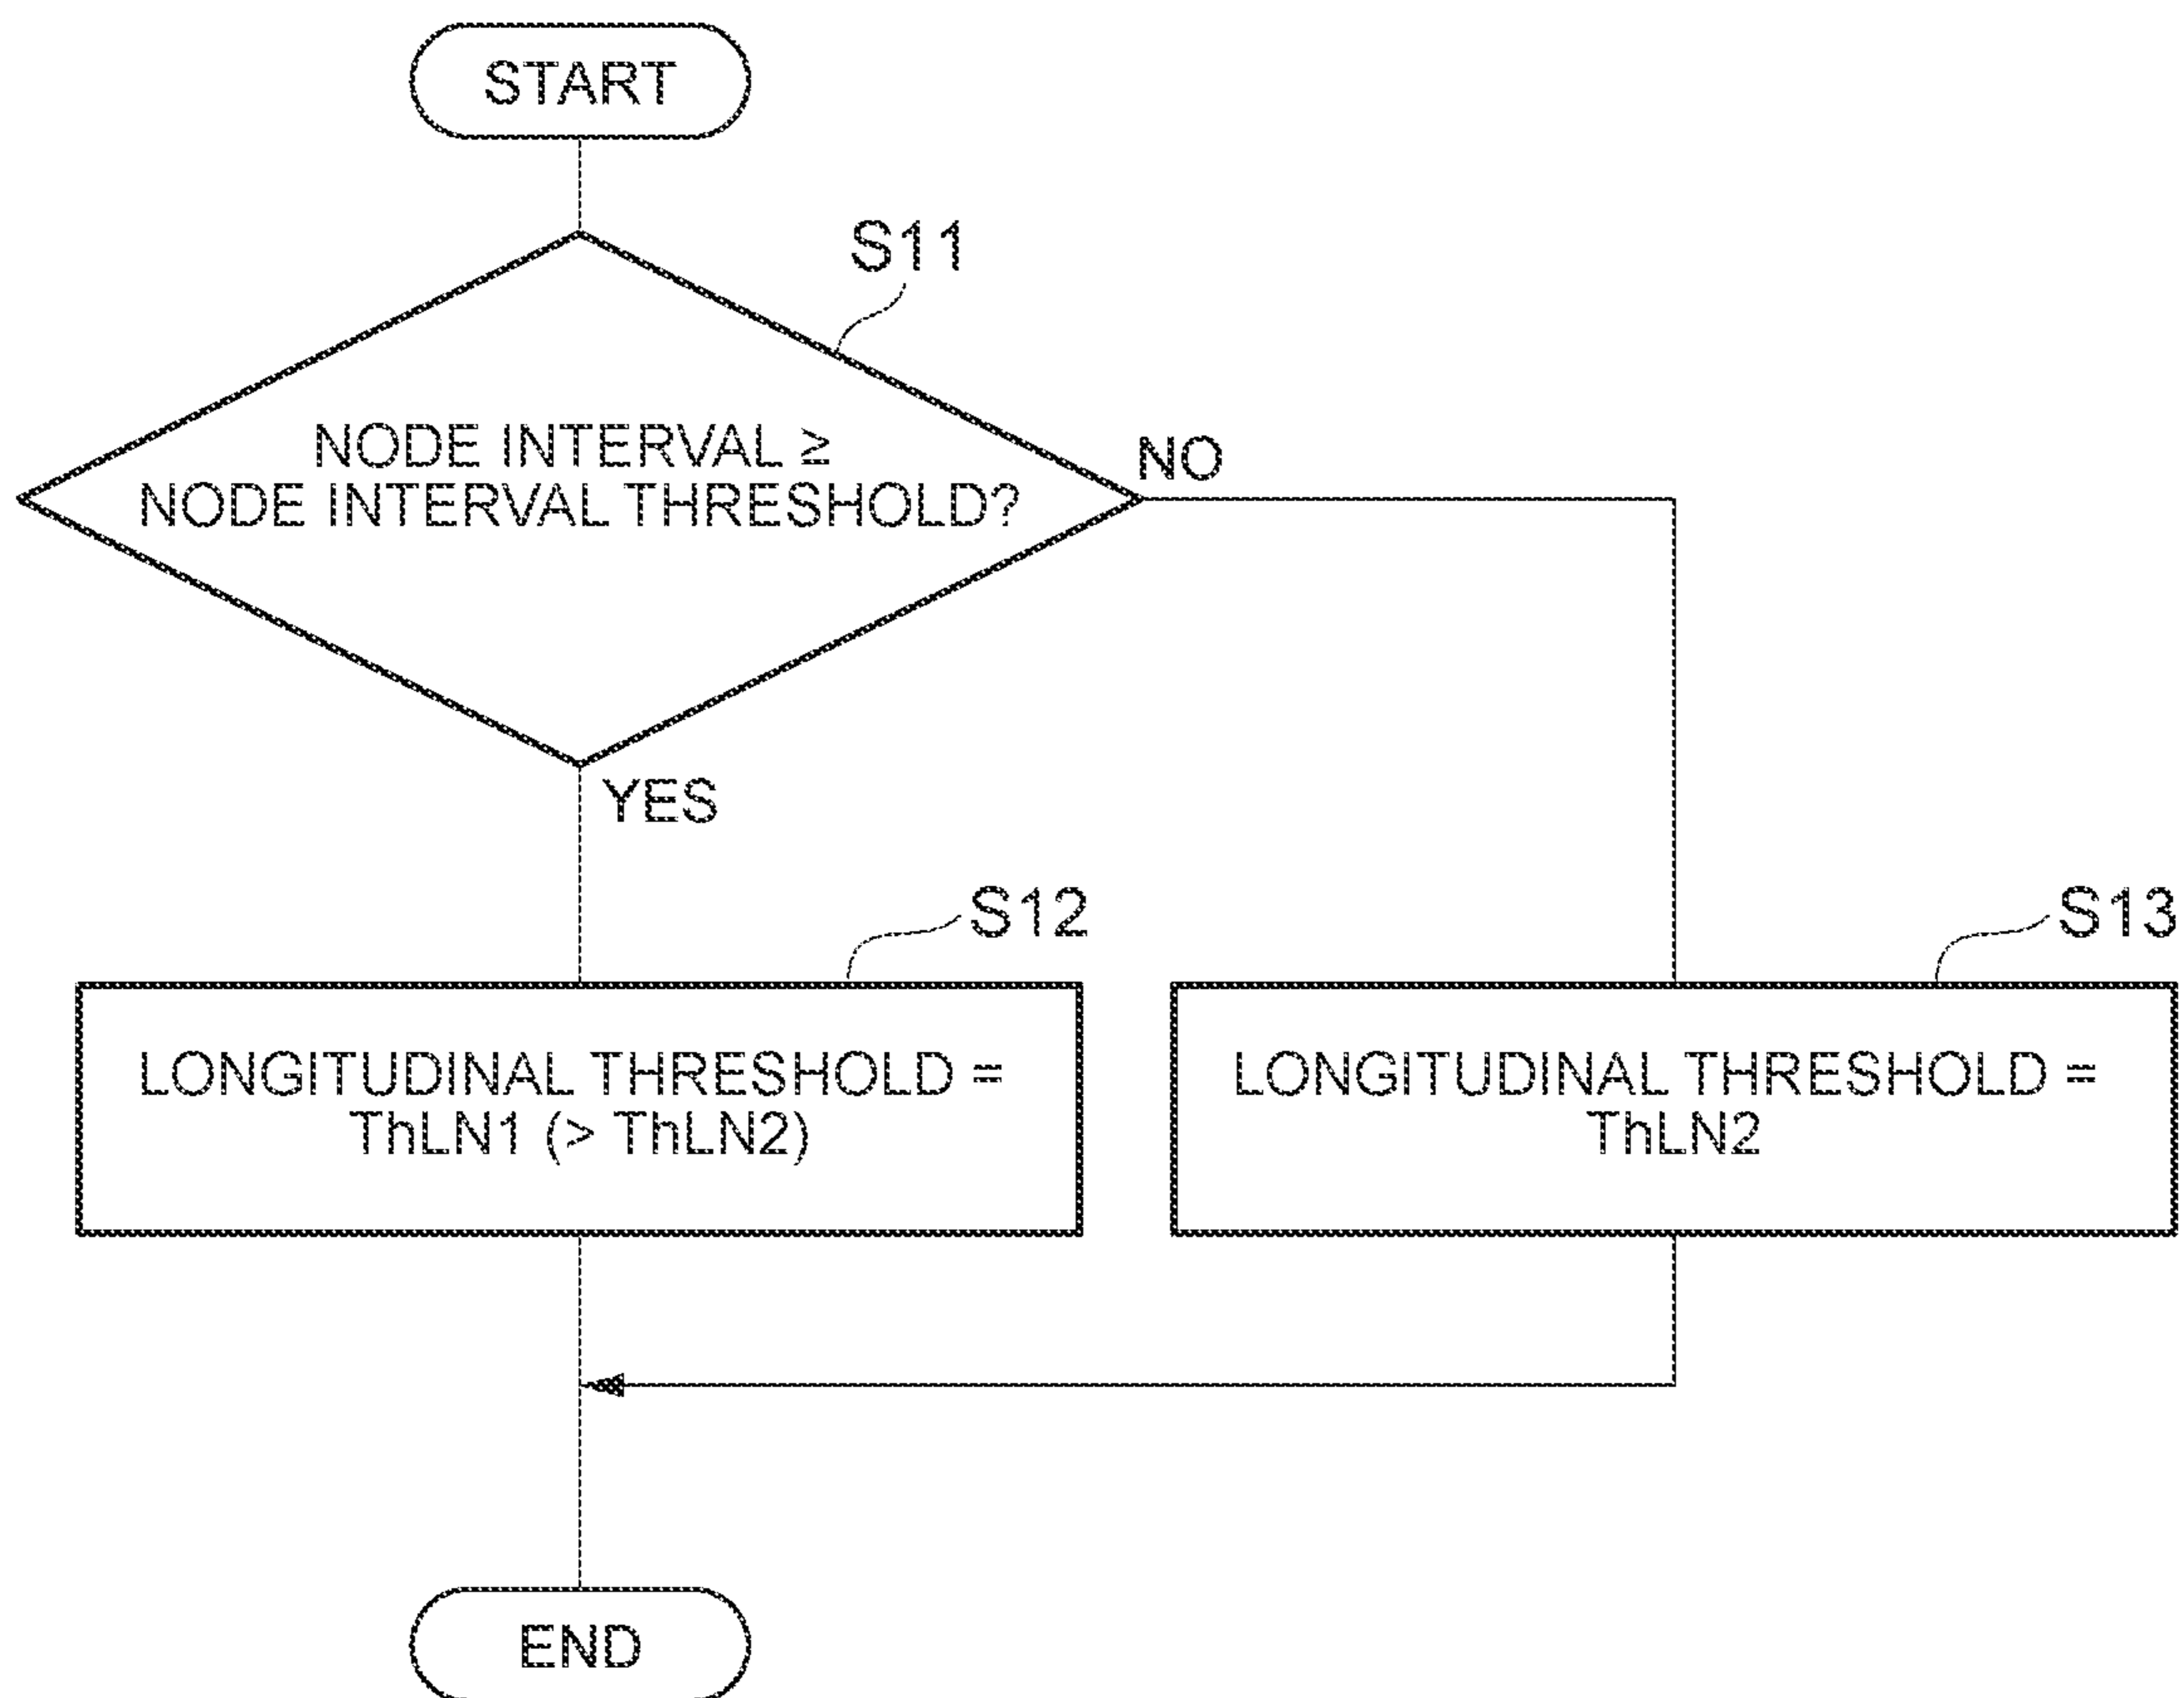 START
S11
NODE INTERVAL ≥
NODE INTERVAL THRESHOLD?
NO
YES
S12
S13
LONGITUDINAL THRESHOLD =
ThLN1 (> ThLN2)
LONGITUDINAL THRESHOLD =
ThLN2
END